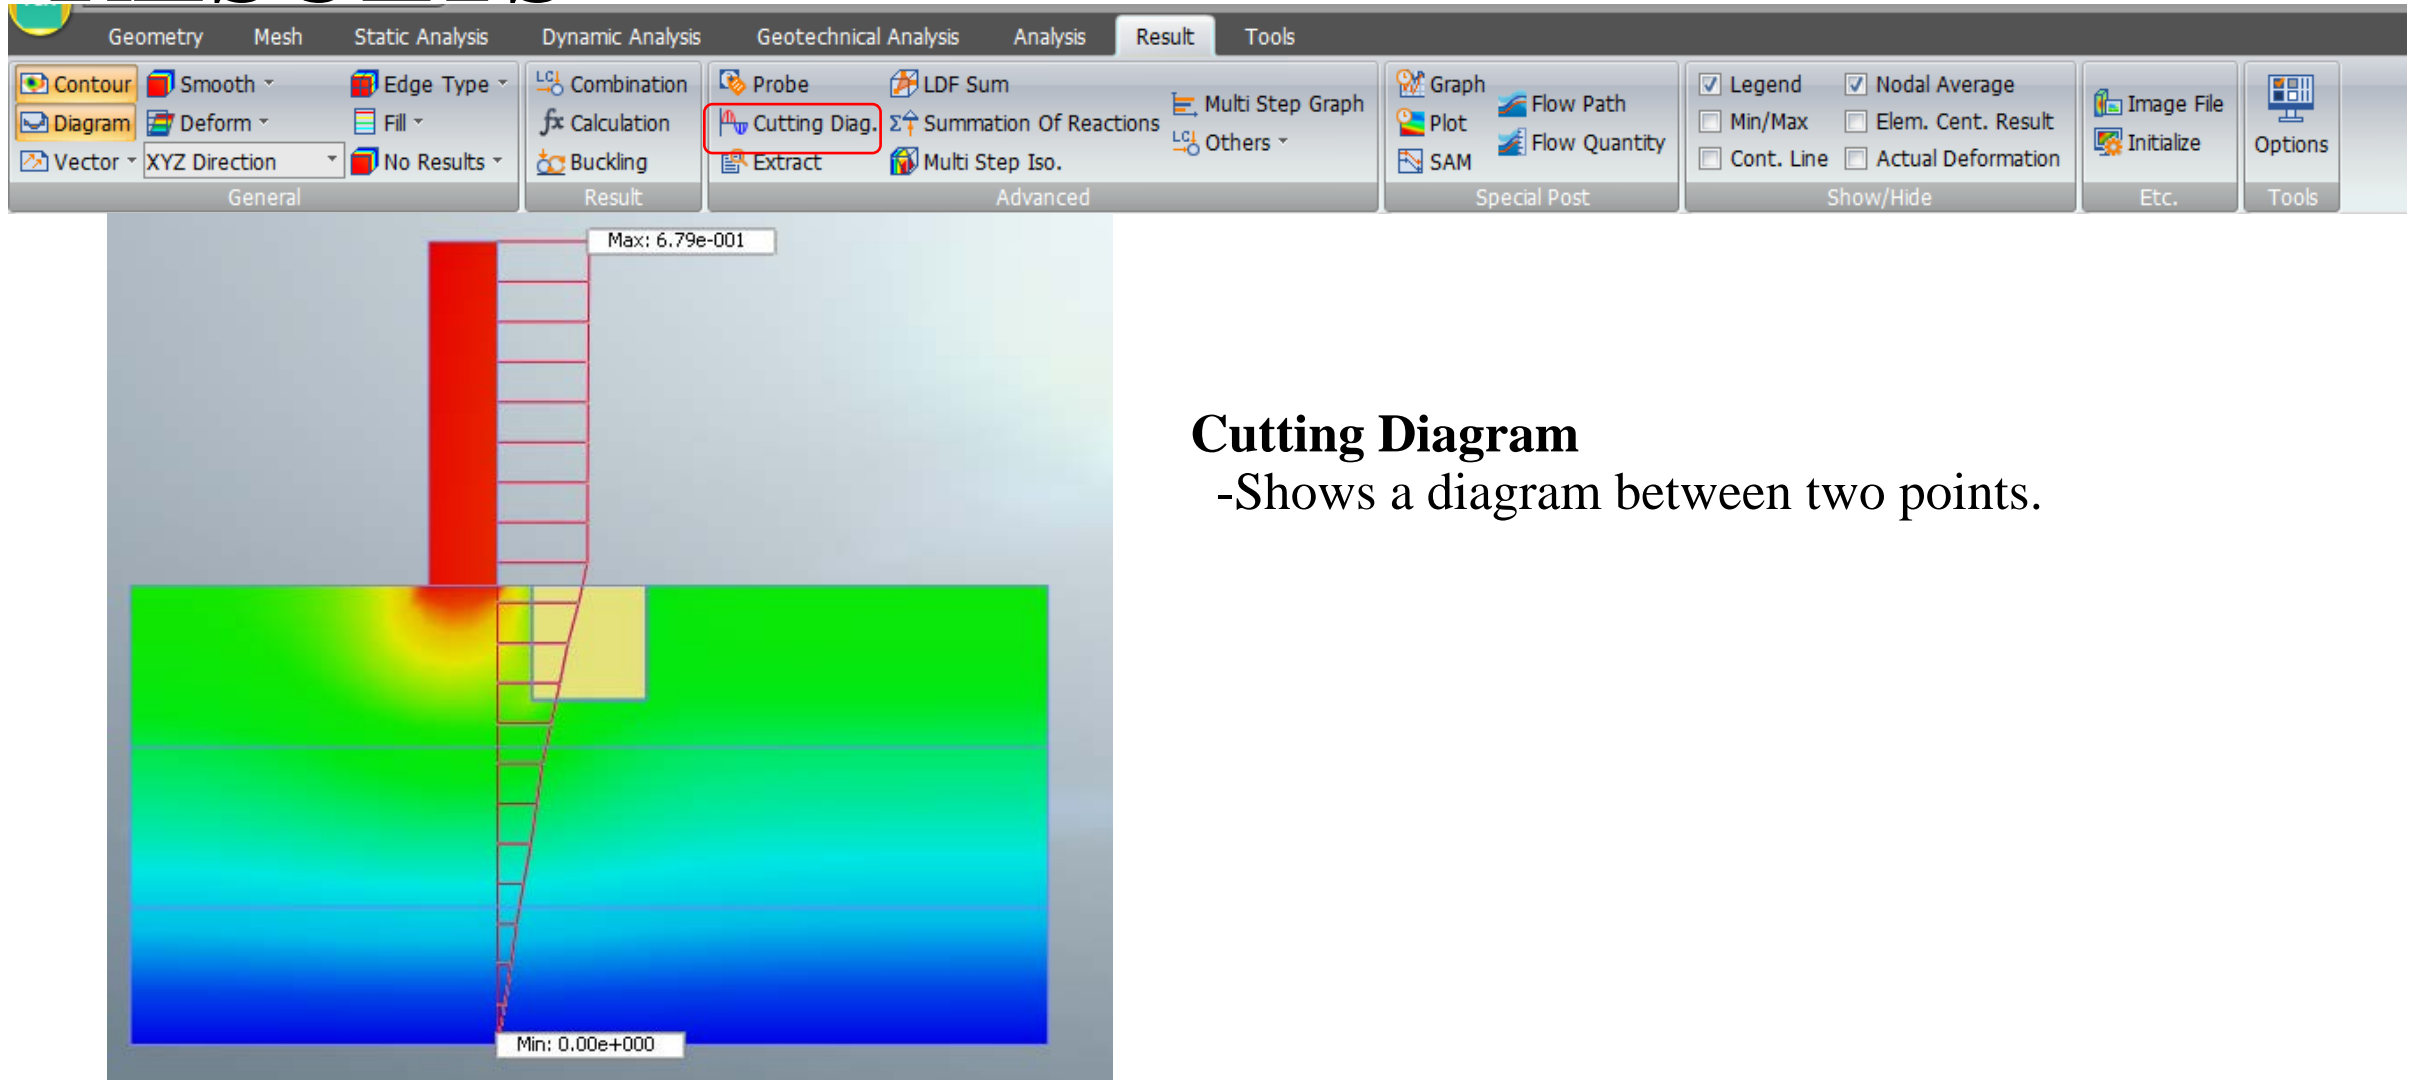 Geometry Mesh Static Analysis Dynamic Analysis Geotechnical Analysis Analysis Result Tools
Contour Smooth Edge Type Combination Probe LDF Sum Multi Step Graph Graph Flow Path Legend Nodal Average Image File
Diagram Deform Fill Calculation Cutting Diag. Summation Of Reactions Others Plot Flow Quantity Min/Max Elem. Cent. Result Initialize Options
Vector XYZ Direction No Results Buckling Extract Multi Step Iso. SAM Cont. Line Actual Deformation
General Result Advanced Special Post Show/Hide Etc. Tools
Max: 6.79e-001
Cutting Diagram
-Shows a diagram between two points.
Min: 0.00e+000